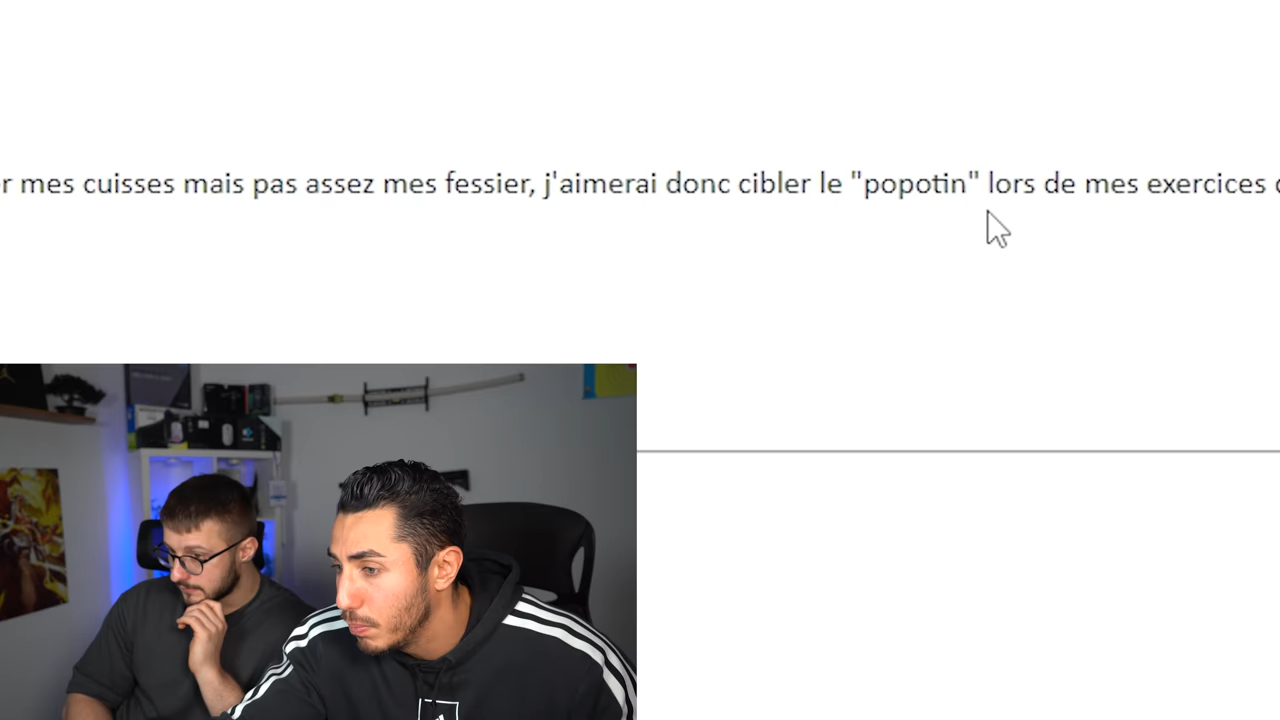 mes cuisses mais pas assez mes fessier, j'aimerai donc cibler le "popotin" lors de mes exercices